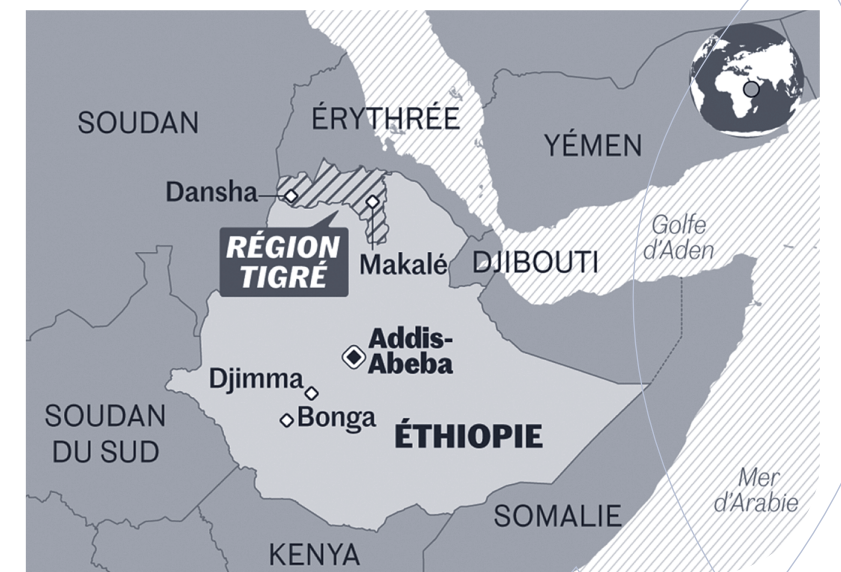 SOUDAN
ÉRYTHRÉE
YÉMEN
Dansha
RÉGION
TIGRÉ
Makalé
DJIBOUTI
Golfe
d'Aden
Addis-
Abeba
Djimma
Bonga
ÉTHIOPIE
SOUDAN
DU SUD
SOMALIE
Mer
d'Arabie
KENYA